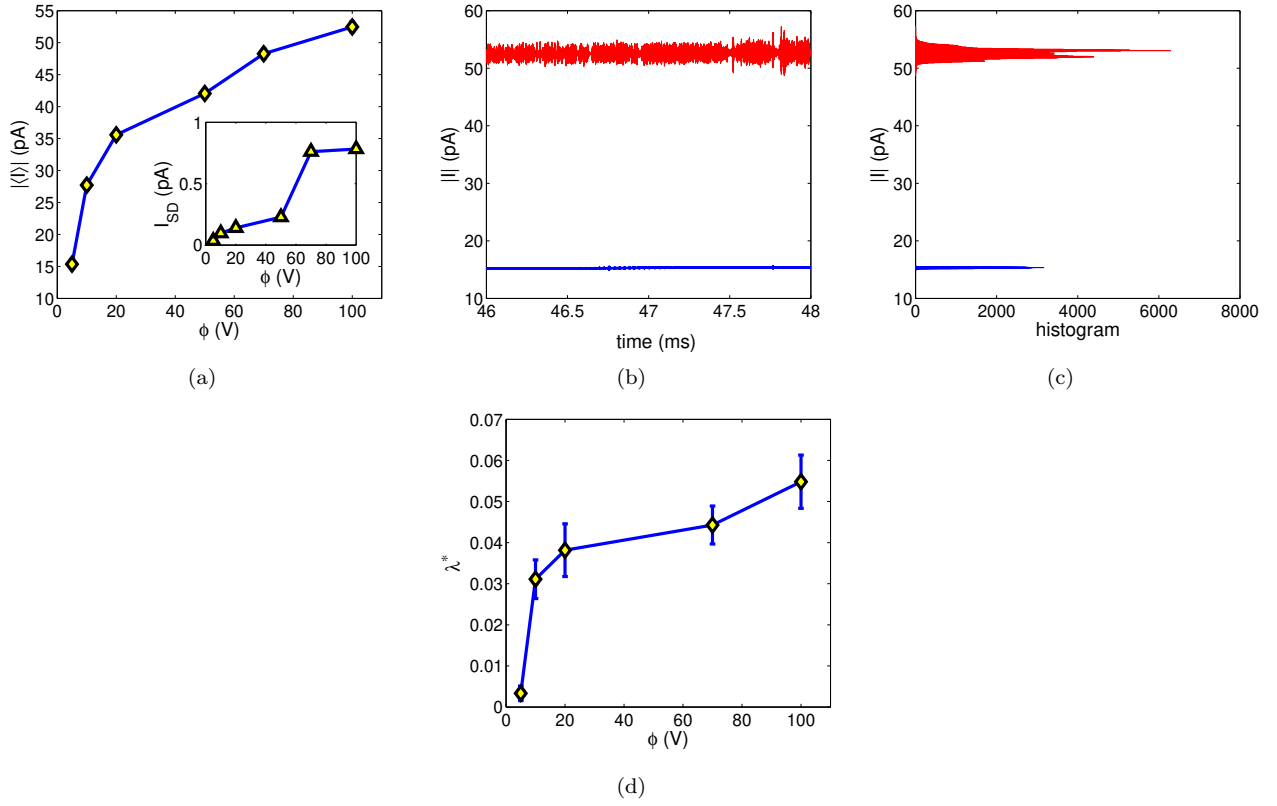 55
50
45
40
35
30
25
20
15
10
0 20 40 60 80 100
ϕ (V)
|⟨I⟩| (pA)
1
0.5
0
0 20 40 60 80 100
ϕ (V)
I_SD (pA)
(a)
60
50
40
30
20
10
46 46.5 47 47.5 48
time (ms)
|I| (pA)
(b)
60
50
40
30
20
10
0 2000 4000 6000 8000
histogram
|I| (pA)
(c)
0.07
0.06
0.05
0.04
0.03
0.02
0.01
0
0 20 40 60 80 100
ϕ (V)
λ*
(d)